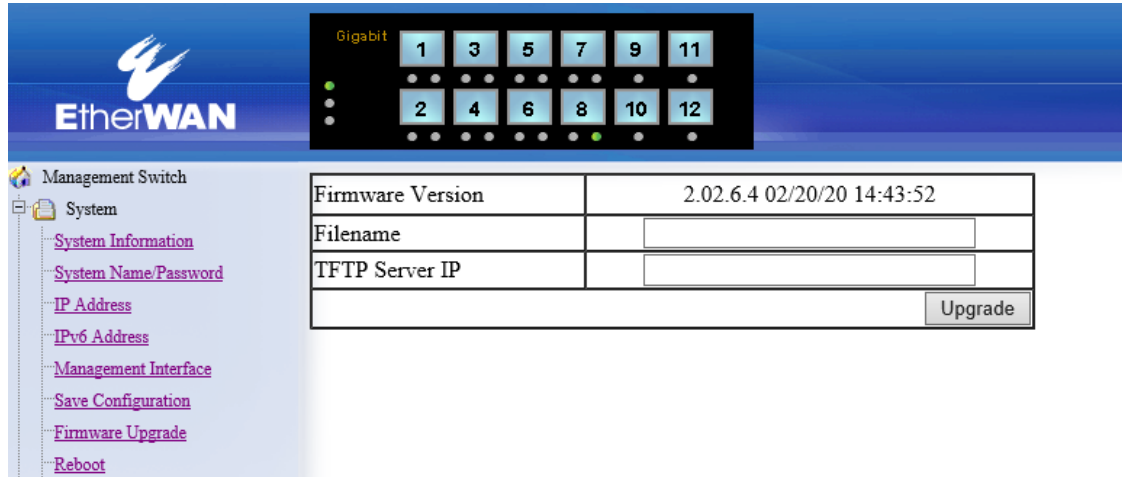 Gigabit
1 3 5 7 9 11
2 4 6 8 10 12
EtherWAN
Management Switch
System
System Information
System Name/Password
IP Address
IPv6 Address
Management Interface
Save Configuration
Firmware Upgrade
Reboot
Firmware Version 2.02.6.4 02/20/20 14:43:52
Filename
TFTP Server IP
Upgrade